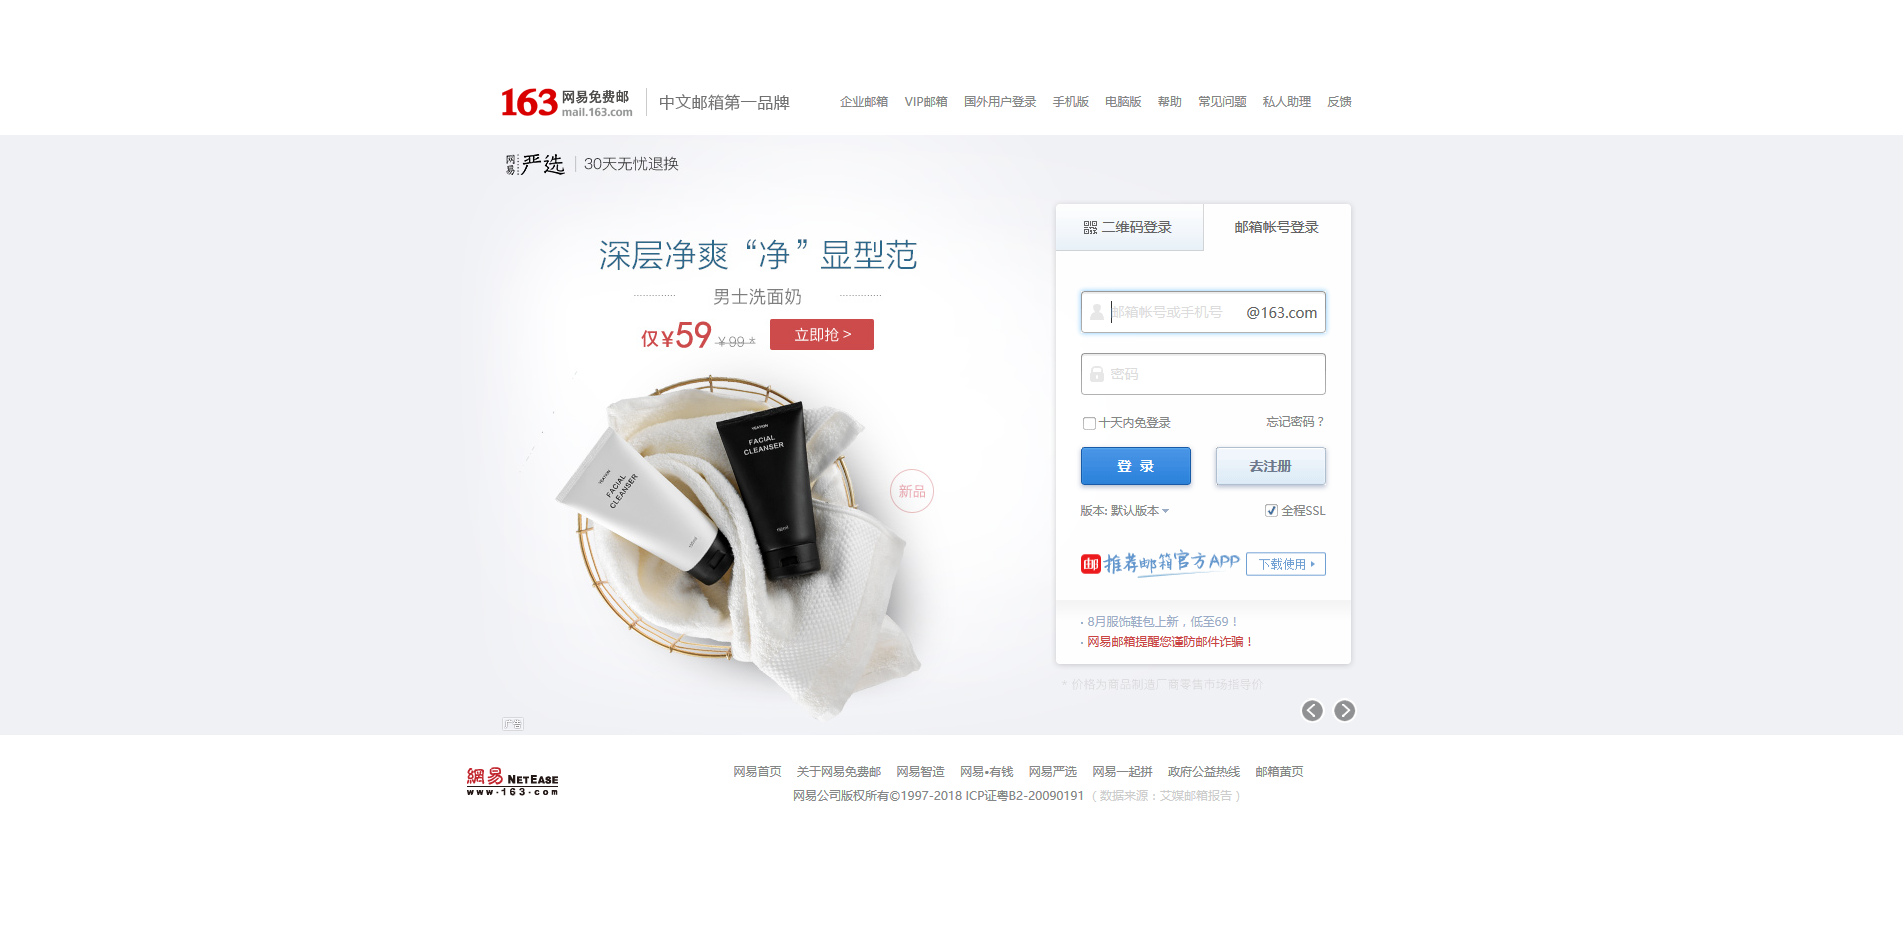 163 网易免费邮 mail.163.com 中文邮箱第一品牌 企业邮箱 VIP邮箱 国外用户登录 手机版 电脑版 帮助 常见问题 私人助理 反馈
网易严选 30天无忧退换
二维码登录 邮箱帐号登录
深层净爽“净”显型范
男士洗面奶
仅¥59 ¥99 * 立即抢 >
邮箱帐号或手机号 @163.com
密码
十天内免登录 忘记密码？
登 录 去注册
版本: 默认版本 全程SSL
YEATION
FACIAL
CLEANSER
100ml
FACIAL
CLEANSER
100ml
新品
邮 推荐邮箱官方APP 下载使用
· 8月服饰鞋包上新，低至69！
· 网易邮箱提醒您谨防邮件诈骗！
* 价格为商品制造厂商零售市场指导价
广告
網易 NETEASE
www.163.com
网易首页 关于网易免费邮 网易智造 网易•有钱 网易严选 网易一起拼 政府公益热线 邮箱黄页
网易公司版权所有©1997-2018 ICP证粤B2-20090191（数据来源：艾媒邮箱报告）